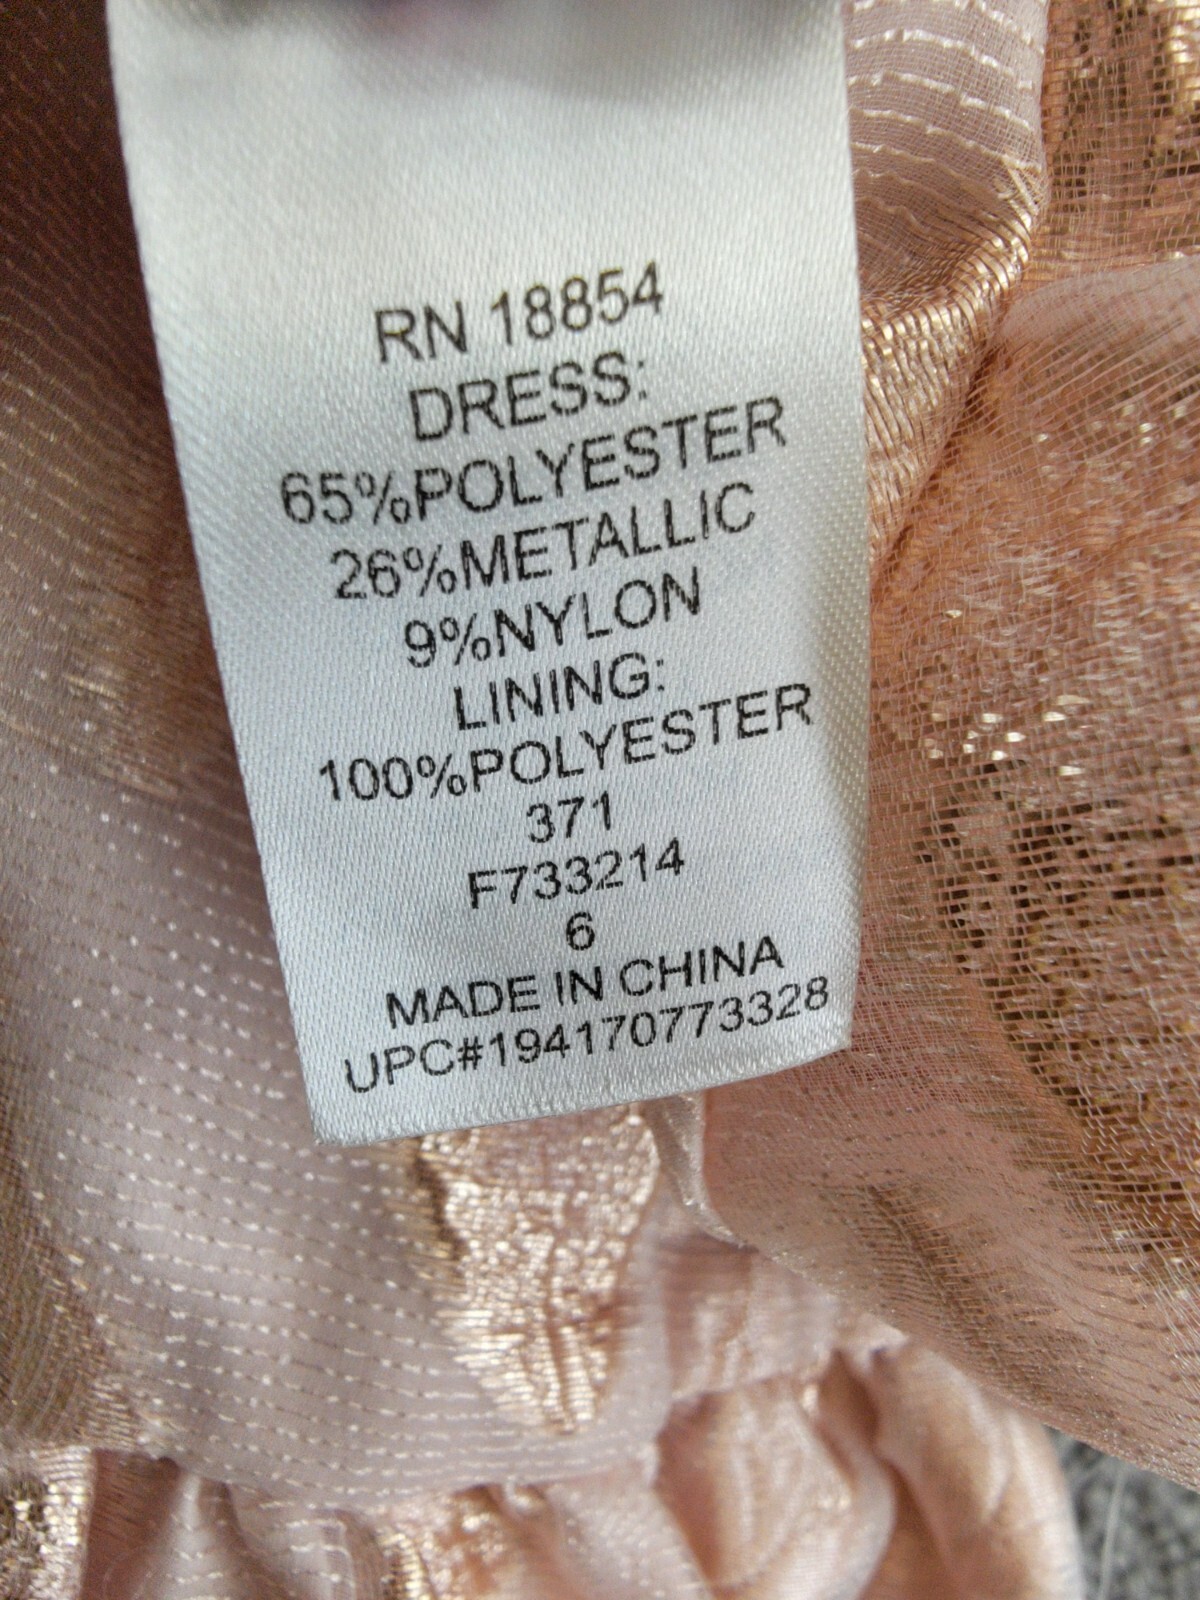 RN 18854
DRESS:
65%POLYESTER
26%METALLIC
9%NYLON
LINING:
100%POLYESTER
371
F733214
6
MADE IN CHINA
UPC#194170773328